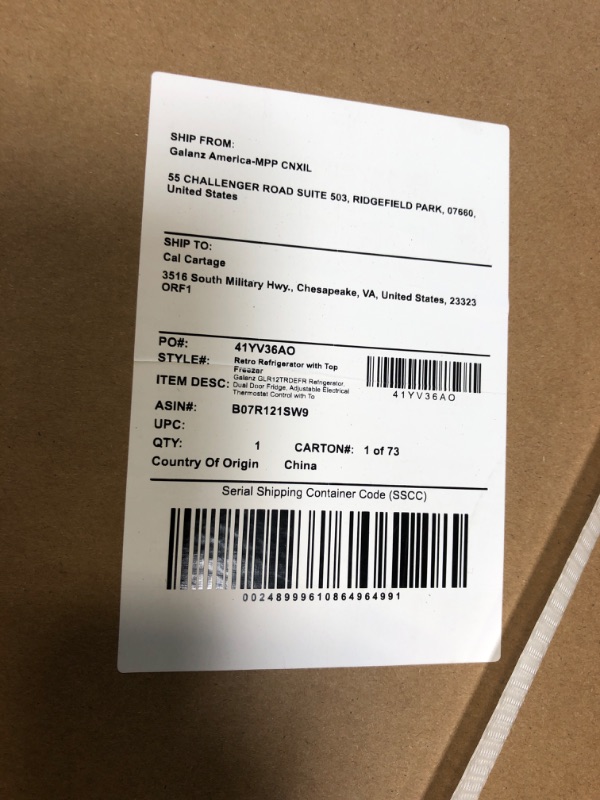 SHIP FROM:
Galanz America-MPP CNXIL
55 CHALLENGER ROAD SUITE 503, RIDGEFIELD PARK, 07660,
United States
SHIP TO:
Cal Cartage
3516 South Military Hwy., Chesapeake, VA, United States, 23323
ORF1
PO#: 41YV36AO
STYLE#: Retro Refrigerator with Top
Freezar
ITEM DESC: Galanz GLR12TRDEFR Refrigerator,
Dual Door Fridge, Adjustable Electrical
Thermostat Control with To
41YV36AO
ASIN#: B07R121SW9
UPC:
QTY: 1 CARTON#: 1 of 73
Country Of Origin China
Serial Shipping Container Code (SSCC)
00248999610864964991